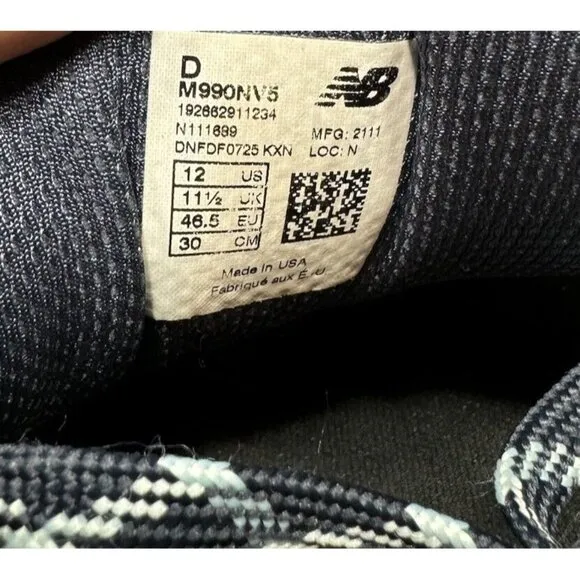 D
M990NV5
192662911234
N111699 MFG: 2111
DNFDF0725 KXN LOC: N
NB
12 US
11½ UK
46.5 EU
30 CM
Made in USA
Fabriqué aux É.-U.